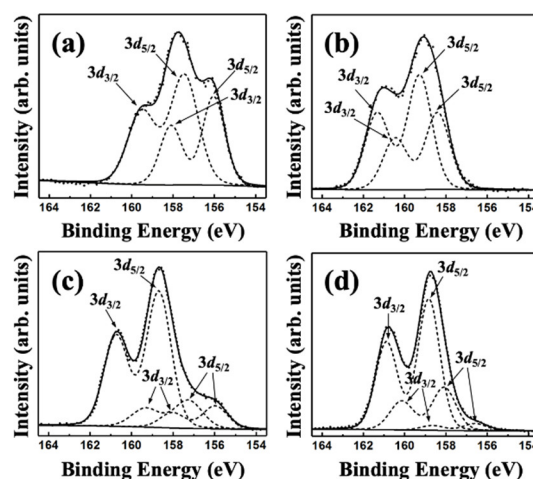 (a)
3d5/2
3d5/2
3d3/2
3d3/2
Intensity (arb. units)
164 162 160 158 156 154
Binding Energy (eV)
(b)
3d3/2
3d5/2
3d3/2
Intensity (arb. units)
164 162 160 158 156 154
Binding Energy (eV)
(c)
3d5/2
3d3/2
3d3/2
3d5/2
Intensity (arb. units)
164 162 160 158 156 154
Binding Energy (eV)
(d)
3d5/2
3d3/2
3d5/2
3d3/2
Intensity (arb. units)
164 162 160 158 156 154
Binding Energy (eV)